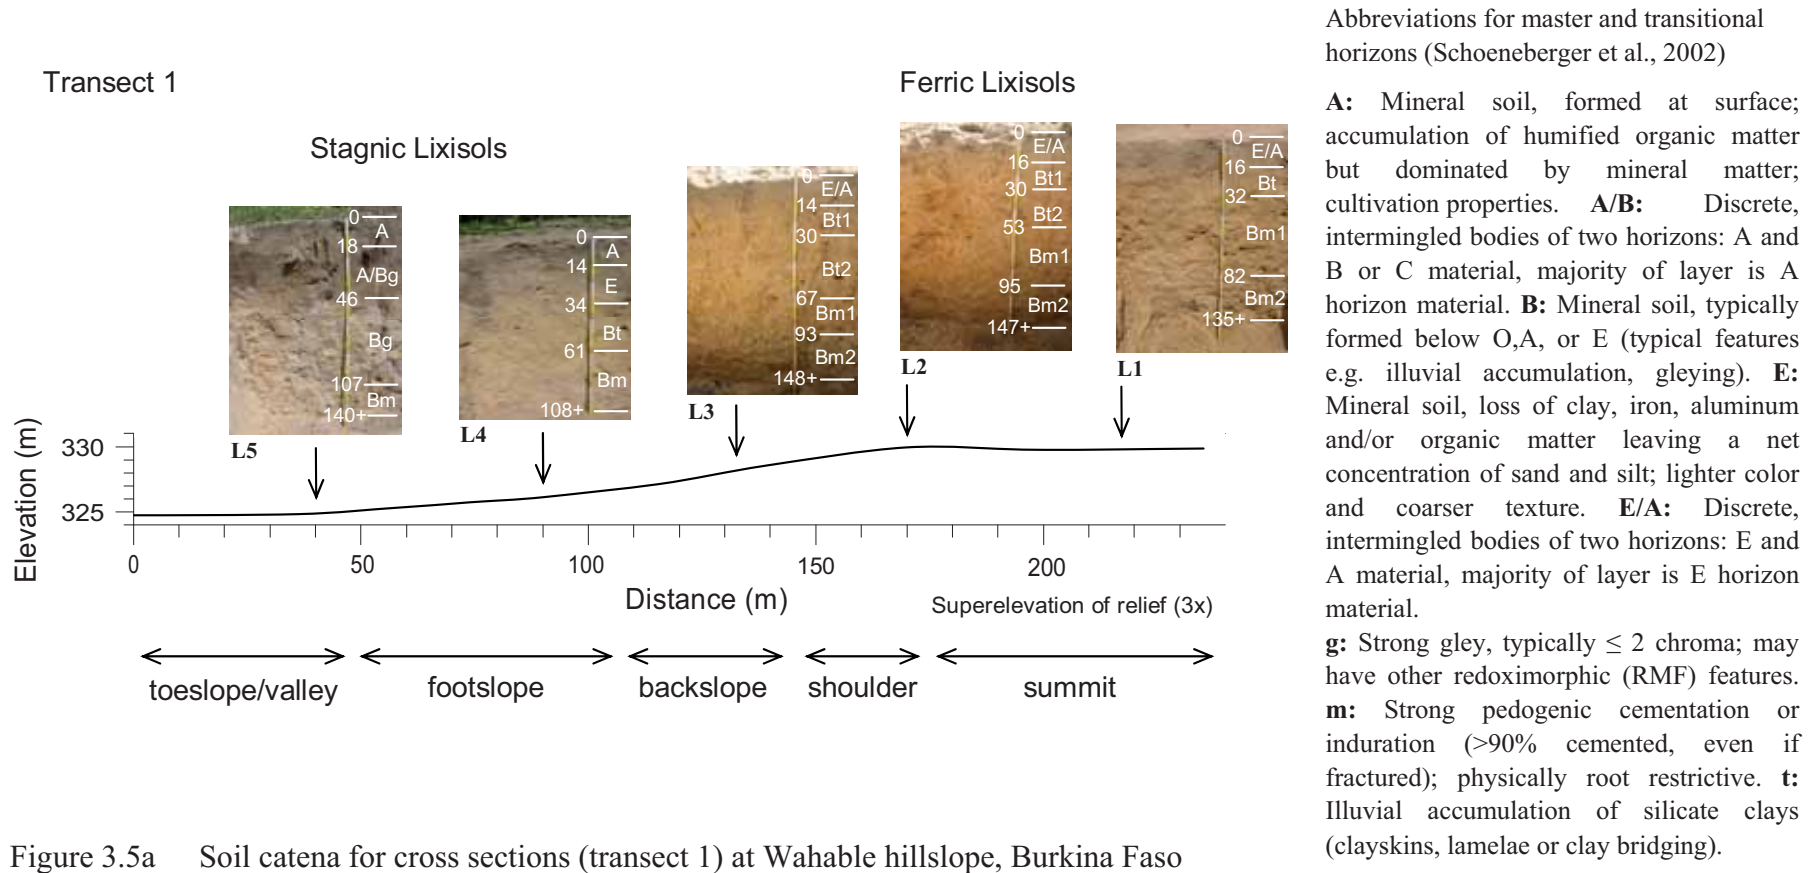 Transect 1
Stagnic Lixisols
Ferric Lixisols
0
A
18
A/Bg
46
Bg
107
Bm
140+
L5
0
A
14
E
34
Bt
61
Bm
108+
L4
0
E/A
14
Bt1
30
Bt2
67
Bm1
93
Bm2
148+
L3
0
E/A
16
Bt1
30
Bt2
53
Bm1
95
Bm2
147+
L2
0
E/A
16
Bt
32
Bm1
82
Bm2
135+
L1
Elevation (m)
330
325
0
50
100
150
200
Distance (m)
Superelevation of relief (3x)
toeslope/valley
footslope
backslope
shoulder
summit
Figure 3.5a Soil catena for cross sections (transect 1) at Wahable hillslope, Burkina Faso
Abbreviations for master and transitional
horizons (Schoeneberger et al., 2002)
A: Mineral soil, formed at surface;
accumulation of humified organic matter
but dominated by mineral matter;
cultivation properties. A/B: Discrete,
intermingled bodies of two horizons: A and
B or C material, majority of layer is A
horizon material. B: Mineral soil, typically
formed below O,A, or E (typical features
e.g. illuvial accumulation, gleying). E:
Mineral soil, loss of clay, iron, aluminum
and/or organic matter leaving a net
concentration of sand and silt; lighter color
and coarser texture. E/A: Discrete,
intermingled bodies of two horizons: E and
A material, majority of layer is E horizon
material.
g: Strong gley, typically ≤ 2 chroma; may
have other redoximorphic (RMF) features.
m: Strong pedogenic cementation or
induration (>90% cemented, even if
fractured); physically root restrictive. t:
Illuvial accumulation of silicate clays
(clayskins, lamelae or clay bridging).